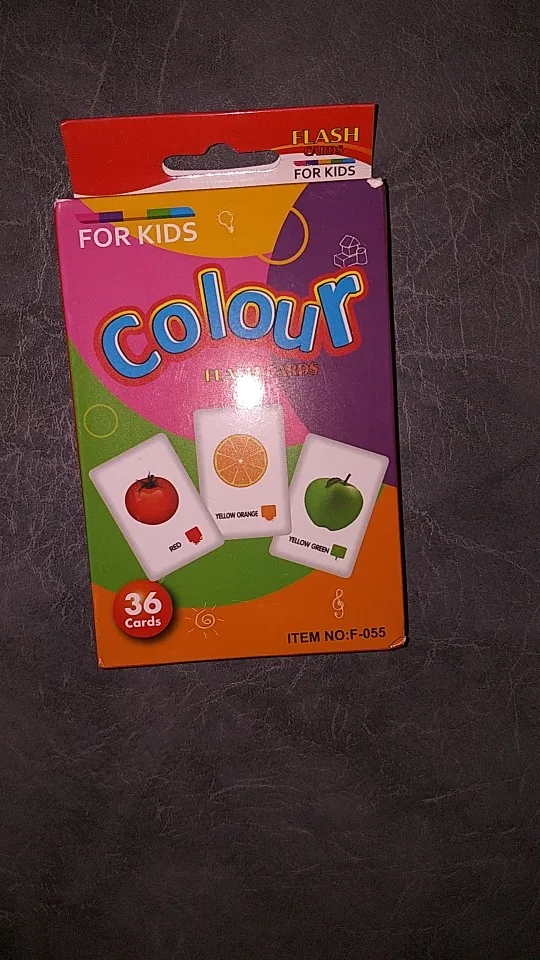 FLASH
CARDS
FOR KIDS
FOR KIDS
Colour
FLASH CARDS
YELLOW ORANGE
RED
YELLOW GREEN
36
Cards
ITEM NO:F-055